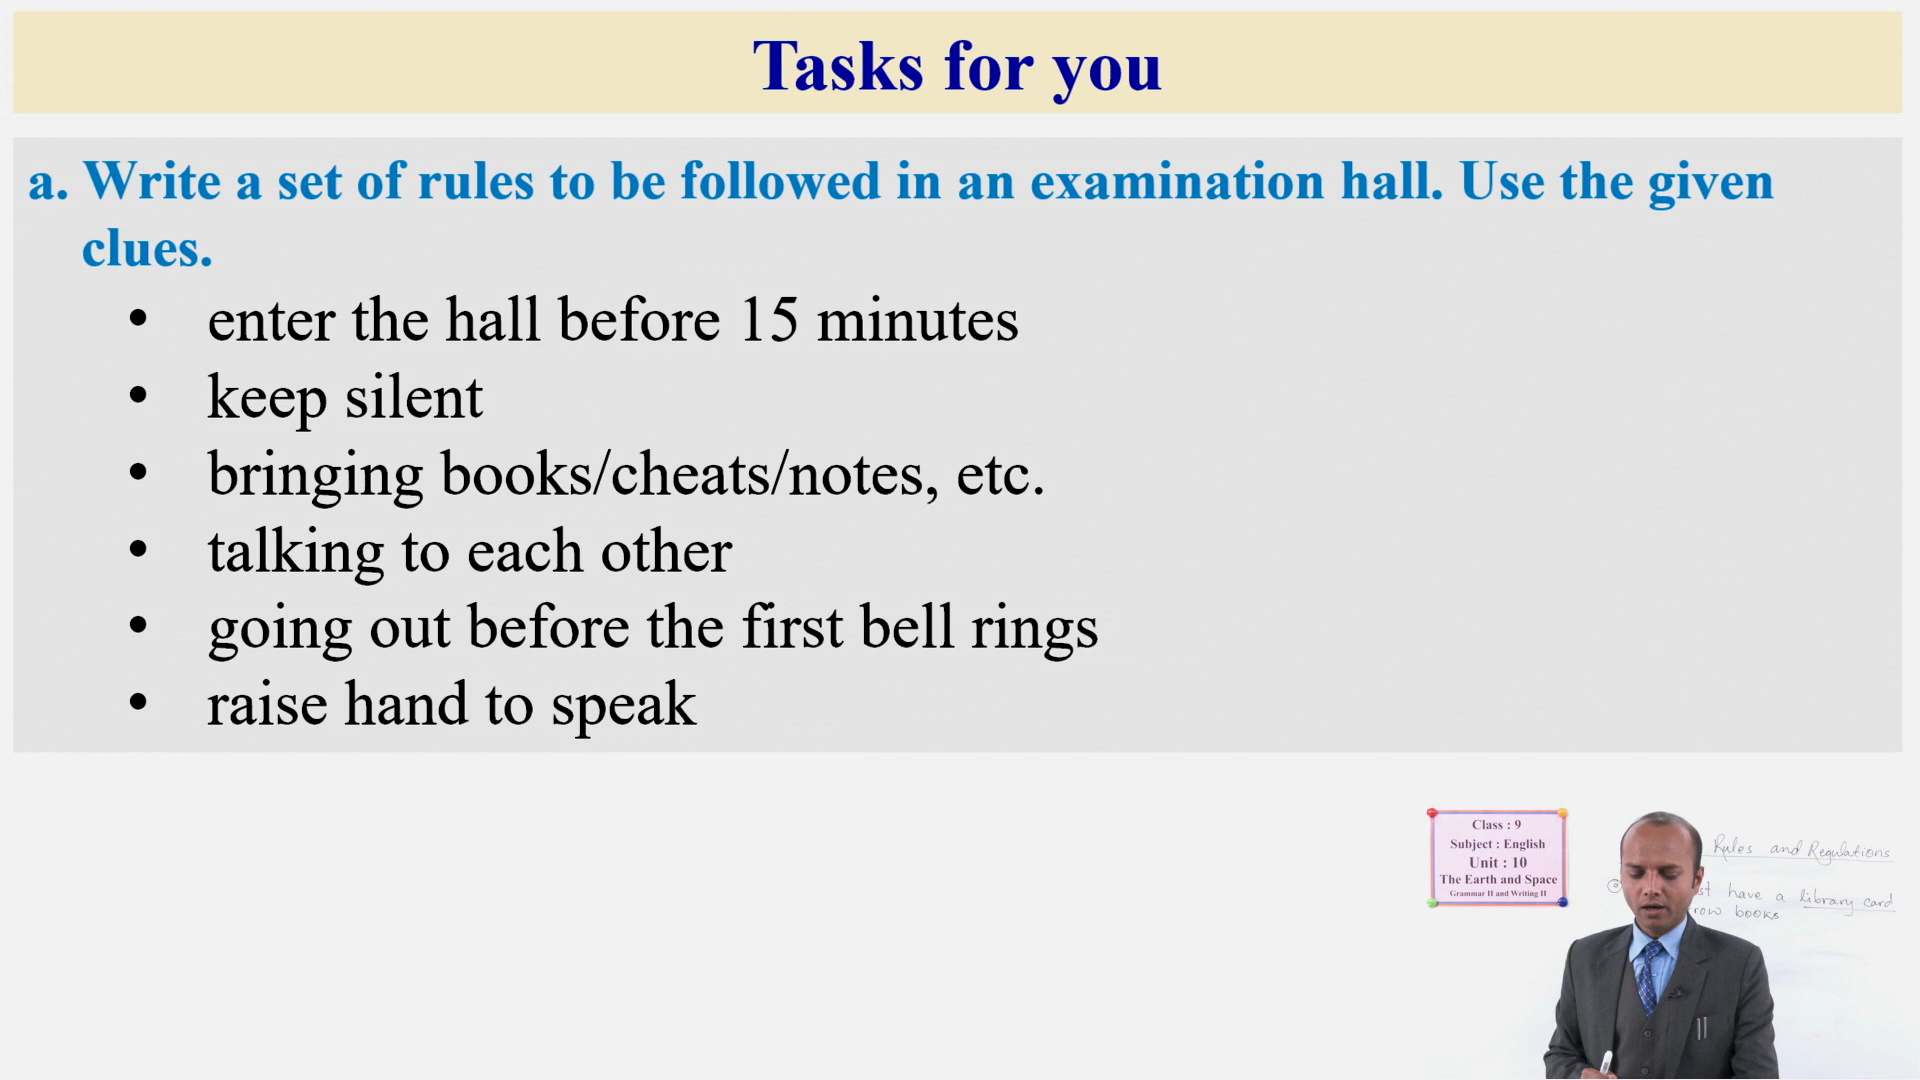 Tasks for you
a. Write a set of rules to be followed in an examination hall. Use the given
clues.
• enter the hall before 15 minutes
• keep silent
• bringing books/cheats/notes, etc.
• talking to each other
• going out before the first bell rings
• raise hand to speak
Class : 9
Subject : English
Unit : 10
The Earth and Space
Grammar II and Writing II
Rules and Regulations
have a library card
books.